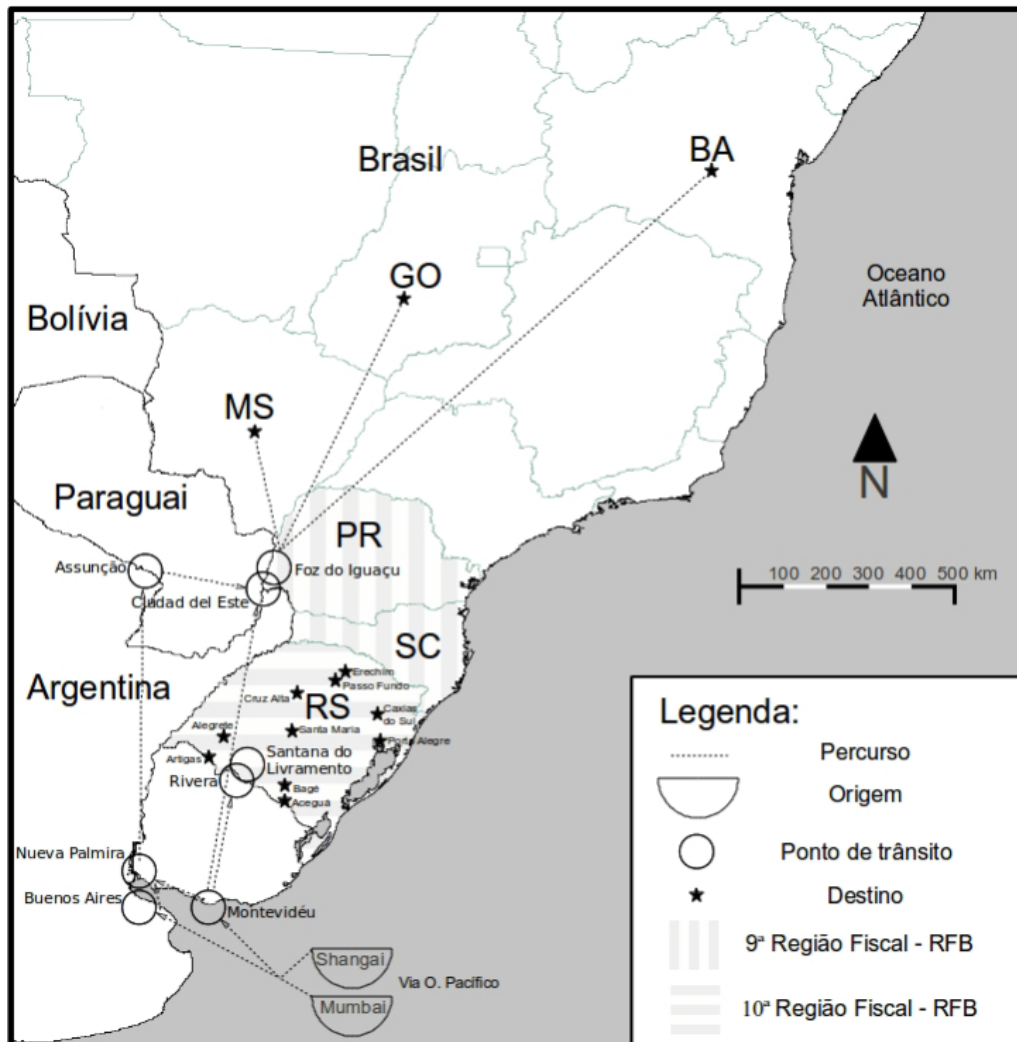 Brasil
BA
GO
Oceano
Atlântico
Bolívia
MS
N
Paraguai
PR
Assunção
Foz do Iguaçu
Ciudad del Este
100 200 300 400 500 km
SC
Argentina
Erechim
Passo Fundo
Cruz Alta
RS
Caxias
do Sul
Alegrete
Santa Maria
Porto Alegre
Artigas
Santana do
Livramento
Rivera
Bagé
Aceguá
Nueva Palmira
Buenos Aires
Montevidéu
Shangai
Via O. Pacífico
Mumbai
Legenda:
Percurso
Origem
Ponto de trânsito
Destino
9ª Região Fiscal - RFB
10ª Região Fiscal - RFB